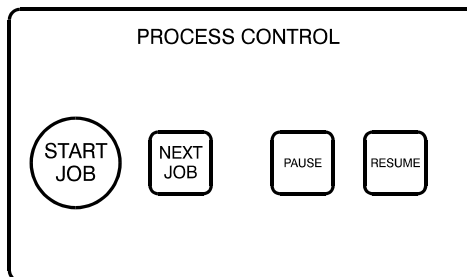 PROCESS CONTROL
START
JOB
NEXT
JOB
PAUSE
RESUME